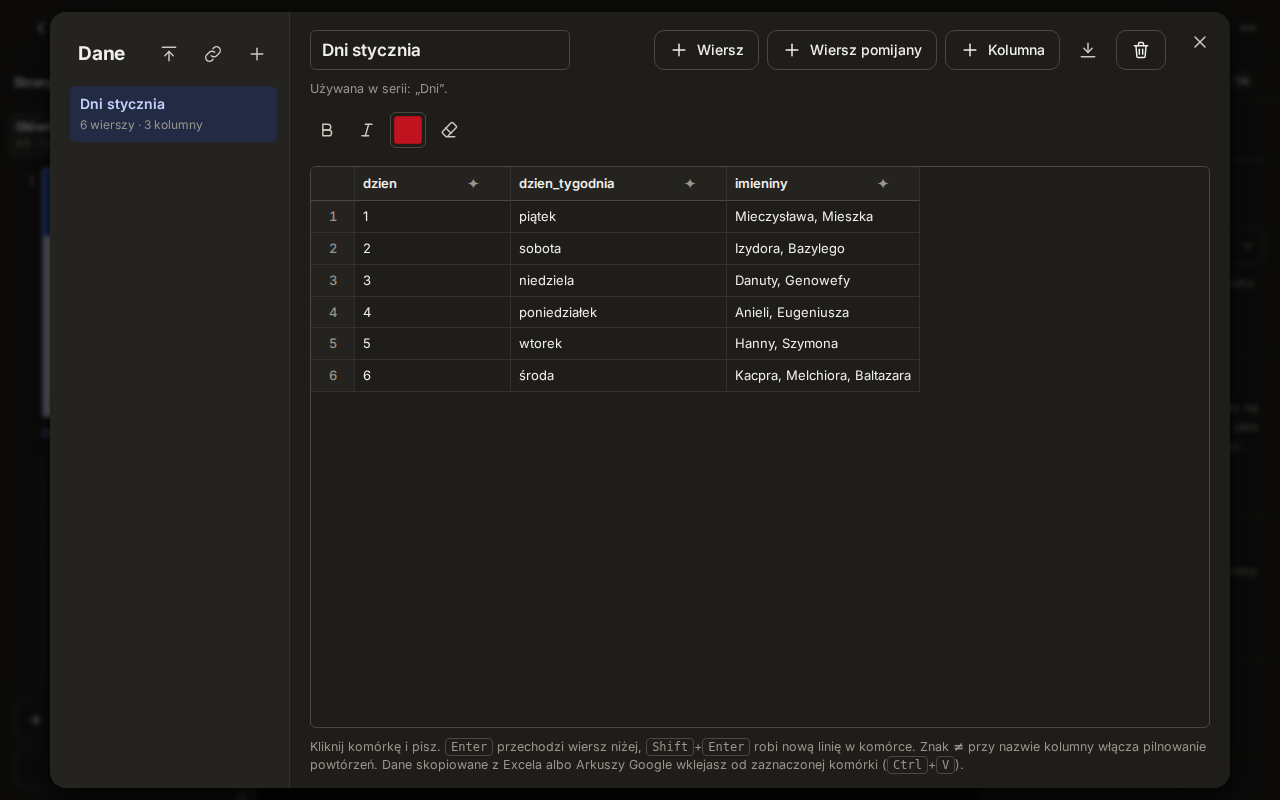 Dane
Dni stycznia
6 wierszy · 3 kolumny
Dni stycznia
Wiersz
Wiersz pomijany
Kolumna
Używana w serii: „Dni”.
dzien ✦ dzien_tygodnia ✦ imieniny ✦
1 1 piątek Mieczysława, Mieszka
2 2 sobota Izydora, Bazylego
3 3 niedziela Danuty, Genowefy
4 4 poniedziałek Anieli, Eugeniusza
5 5 wtorek Hanny, Szymona
6 6 środa Kacpra, Melchiora, Baltazara
Kliknij komórkę i pisz. Enter przechodzi wiersz niżej, Shift+Enter robi nową linię w komórce. Znak ≠ przy nazwie kolumny włącza pilnowanie
powtórzeń. Dane skopiowane z Excela albo Arkuszy Google wklejasz od zaznaczonej komórki (Ctrl+V).